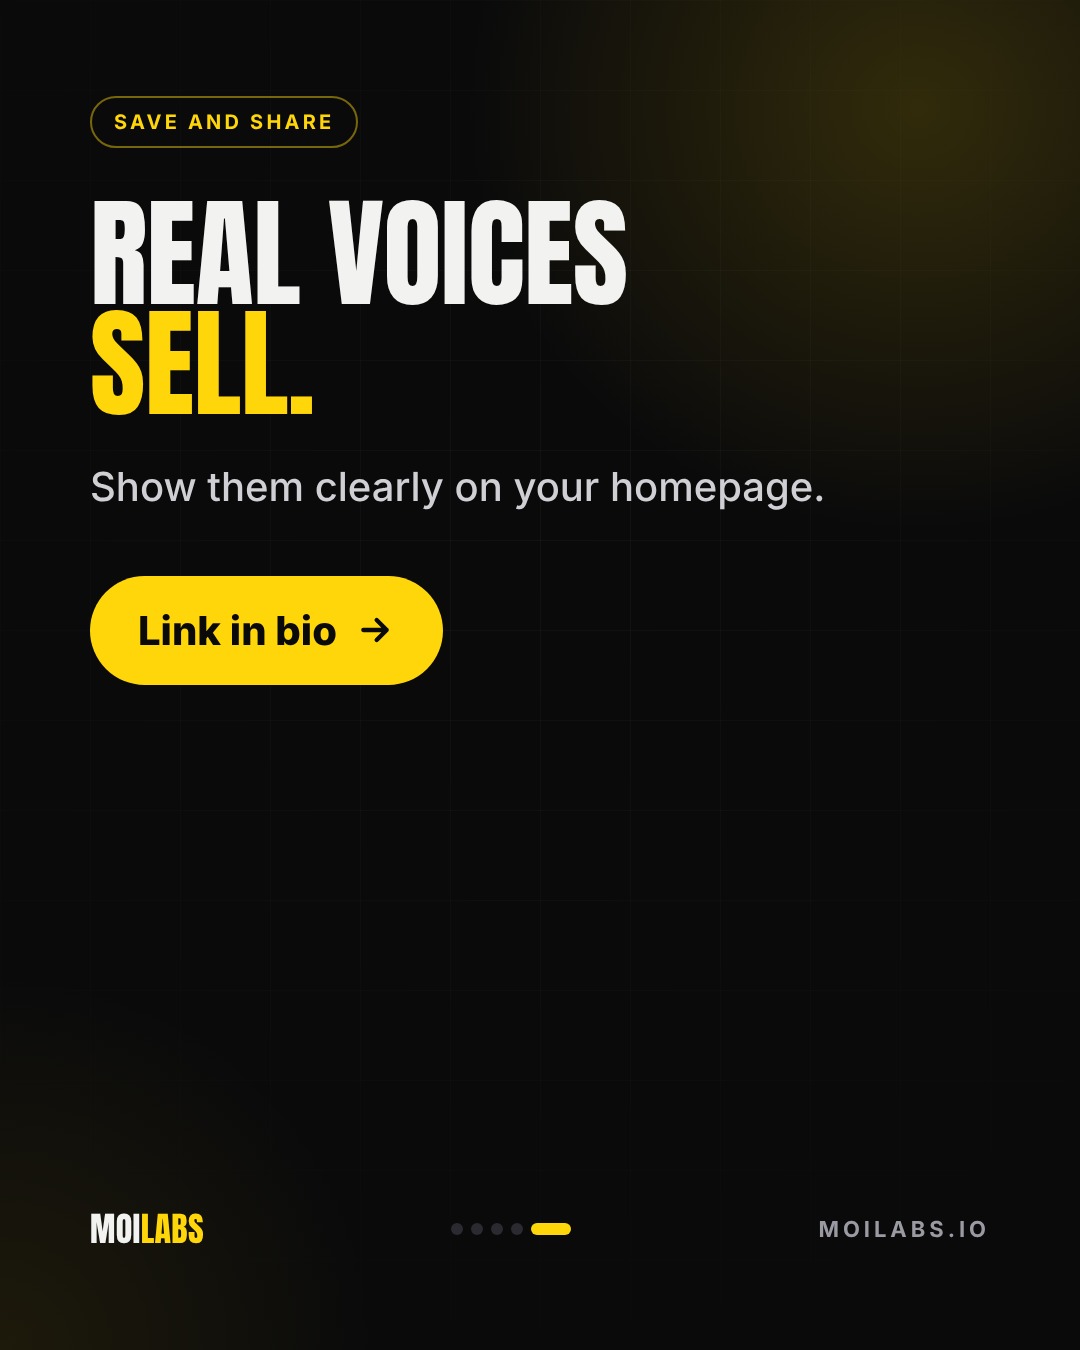 SAVE AND SHARE
REAL VOICES
SELL.
Show them clearly on your homepage.
Link in bio →
MOILABS
MOILABS.IO